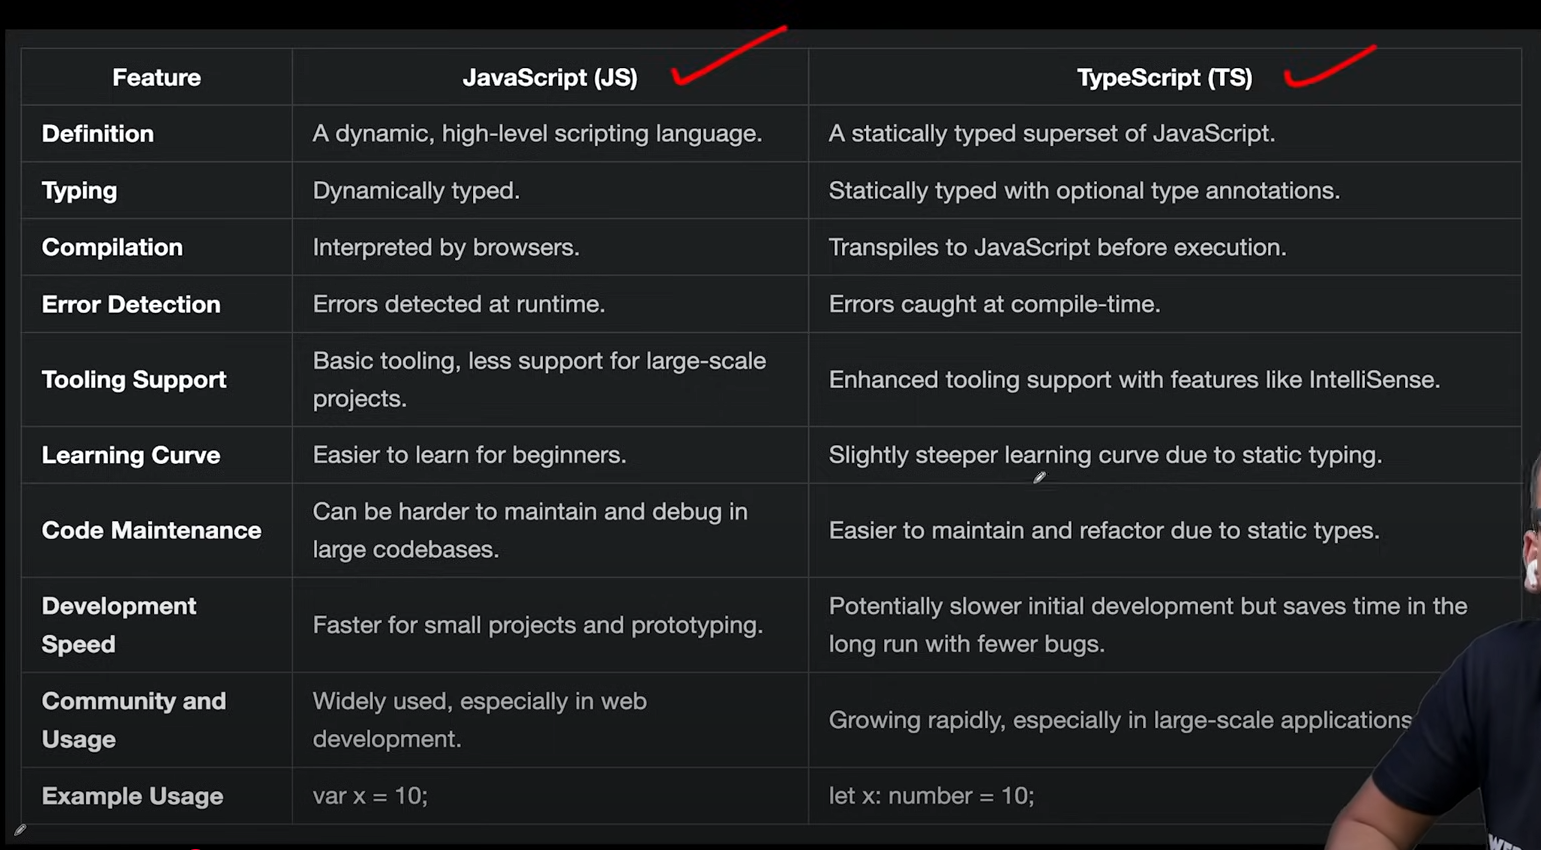 Feature JavaScript (JS) TypeScript (TS)
Definition A dynamic, high-level scripting language. A statically typed superset of JavaScript.
Typing Dynamically typed. Statically typed with optional type annotations.
Compilation Interpreted by browsers. Transpiles to JavaScript before execution.
Error Detection Errors detected at runtime. Errors caught at compile-time.
Tooling Support
Basic tooling, less support for large-scale
projects.
Enhanced tooling support with features like IntelliSense.
Learning Curve Easier to learn for beginners. Slightly steeper learning curve due to static typing.
Code Maintenance
Can be harder to maintain and debug in
large codebases.
Easier to maintain and refactor due to static types.
Development
Speed
Faster for small projects and prototyping.
Potentially slower initial development but saves time in the
long run with fewer bugs.
Community and
Usage
Widely used, especially in web
development.
Growing rapidly, especially in large-scale applications
Example Usage var x = 10; let x: number = 10;